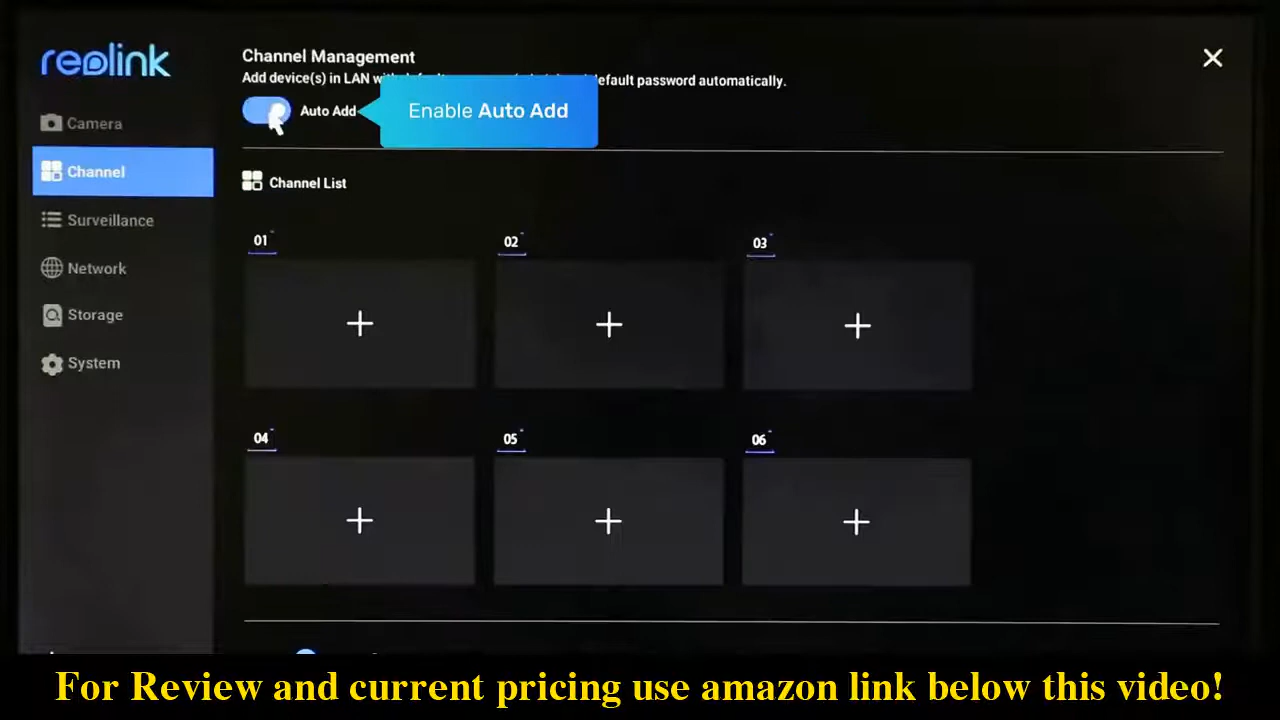 reolink
Channel Management
Add device(s) in LAN with default password automatically.
Auto Add
Enable Auto Add
Camera
Channel
Surveillance
Network
Storage
System
Channel List
01
02
03
04
05
06
For Review and current pricing use amazon link below this video!